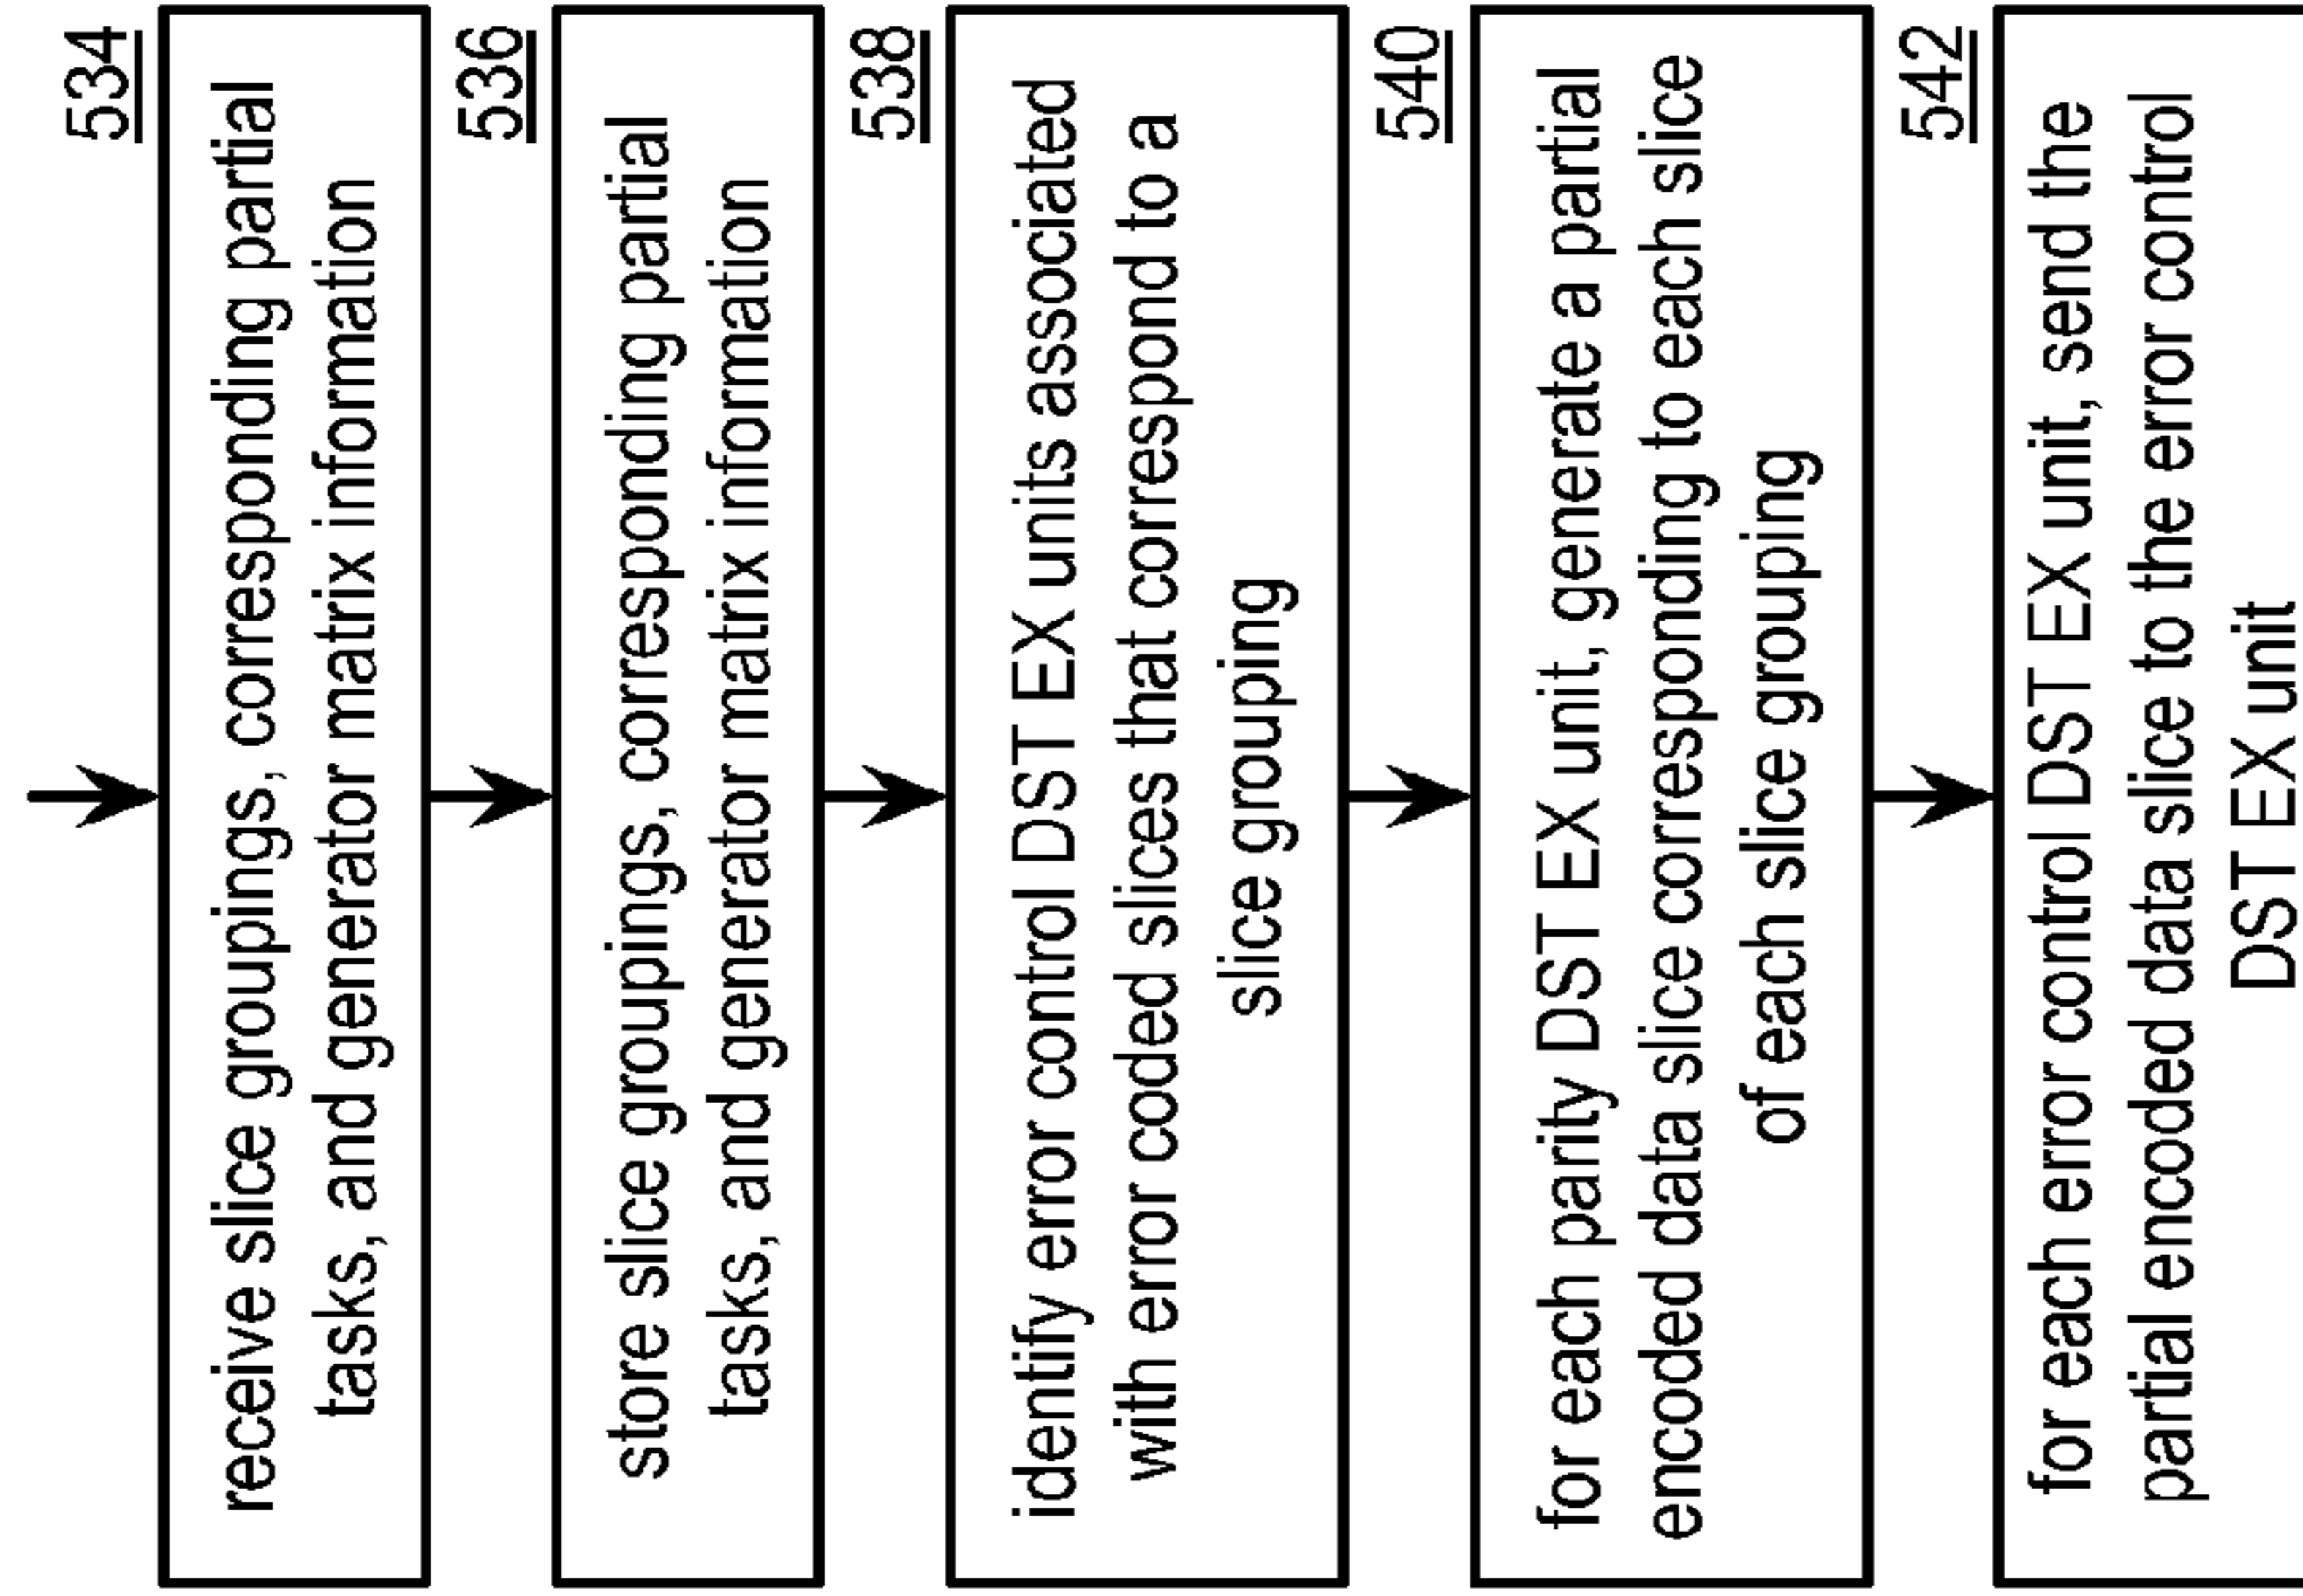 534
receive slice groupings, corresponding partial
tasks, and generator matrix information
536
store slice groupings, corresponding partial
tasks, and generator matrix information
538
identify error control DST EX units associated
with error coded slices that correspond to a
slice grouping
540
for each parity DST EX unit, generate a partial
encoded data slice corresponding to each slice
of each slice grouping
542
for each error control DST EX unit, send the
partial encoded data slice to the error control
DST EX unit